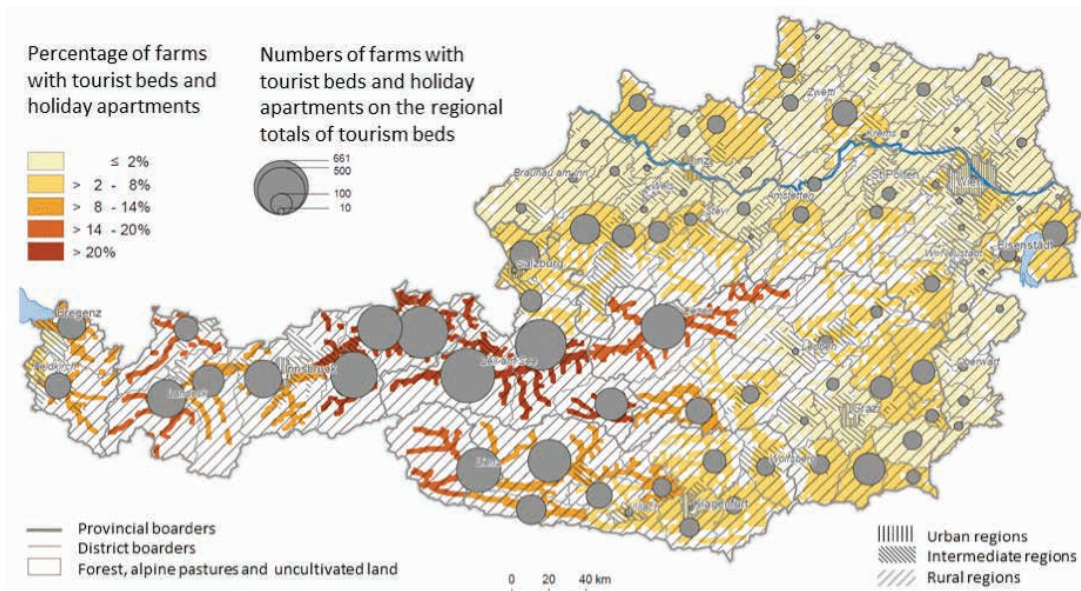 Percentage of farms
with tourist beds and
holiday apartments
≤ 2%
> 2 - 8%
> 8 - 14%
> 14 - 20%
> 20%
Numbers of farms with
tourist beds and holiday
apartments on the regional
totals of tourism beds
661
500
100
10
Zwettl
Krems
Linz
Braunau am Inn
Wels
St.Pölten
Wien
Amstetten
Steyr
Eisenstadt
Wr.Neustadt
Salzburg
Bregenz
Feldkirch
Innsbruck
Landeck
Zell am See
Liezen
Leoben
Oberwart
Graz
Lienz
Wolfsberg
Villach
Klagenfurt
Provincial boarders
District boarders
Forest, alpine pastures and uncultivated land
0 20 40 km
Urban regions
Intermediate regions
Rural regions